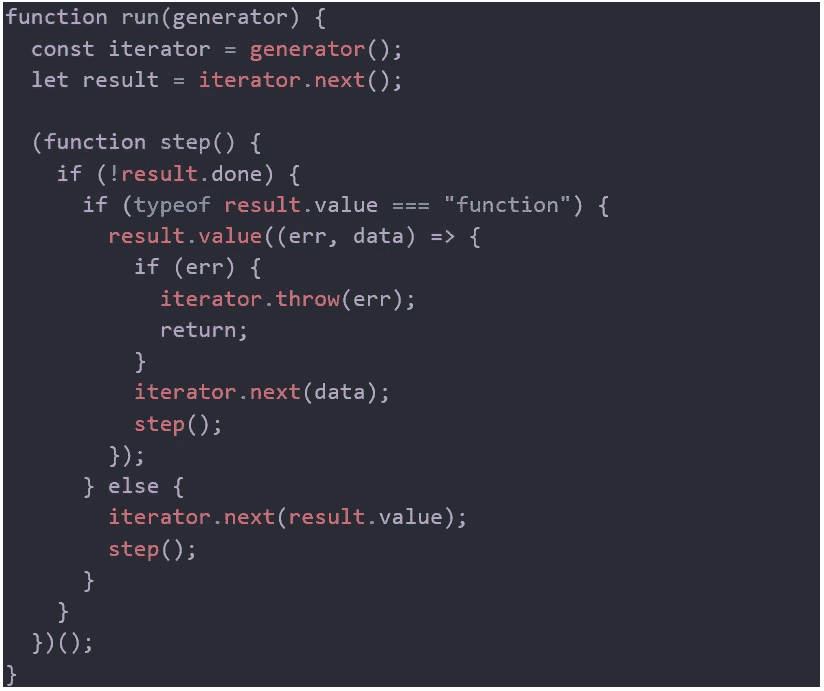 function run(generator) {
  const iterator = generator();
  let result = iterator.next();

  (function step() {
    if (!result.done) {
      if (typeof result.value === "function") {
        result.value((err, data) => {
          if (err) {
            iterator.throw(err);
            return;
          }
          iterator.next(data);
          step();
        });
      } else {
        iterator.next(result.value);
        step();
      }
    }
  })();
}